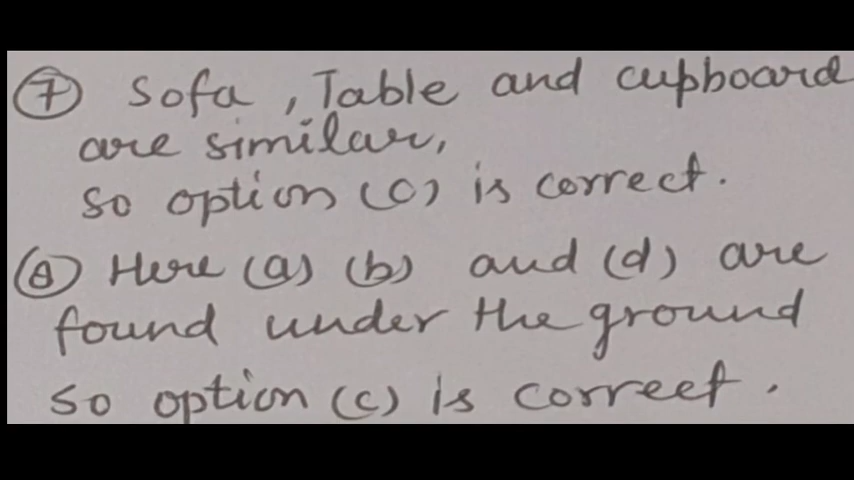 7 Sofa, Table and cupboard
are similar,
so option (c) is correct.
8 Here (a) (b) and (d) are
found under the ground
so option (c) is correct.